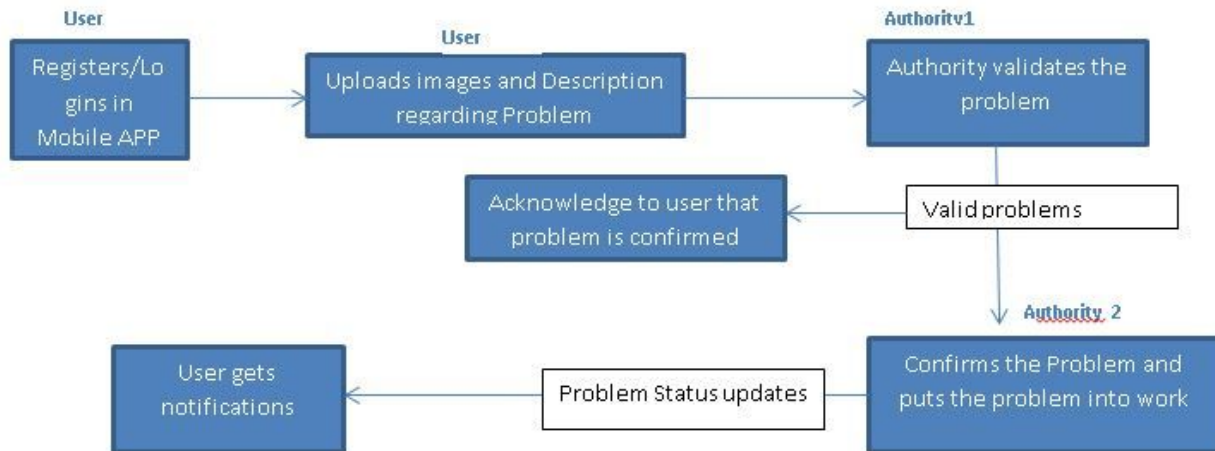 User
Registers/Lo
gins in
Mobile APP
User
Uploads images and Description
regarding Problem
Authority1
Authority validates the
problem
Acknowledge to user that
problem is confirmed
Valid problems
Authority 2
Confirms the Problem and
puts the problem into work
Problem Status updates
User gets
notifications